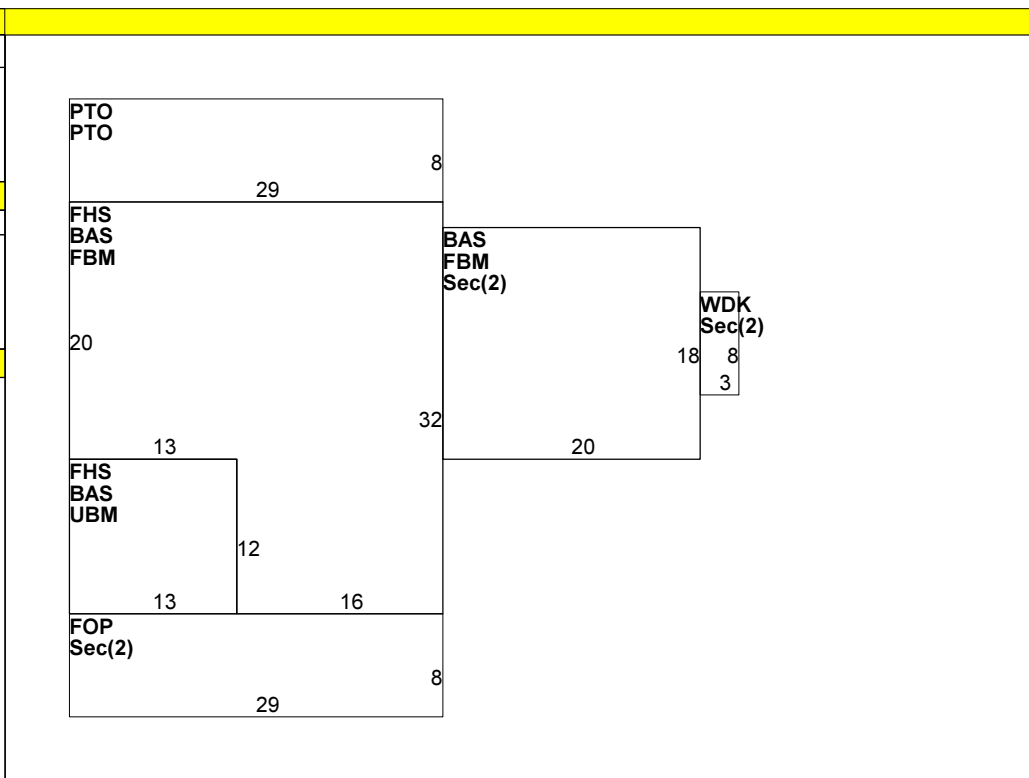 PTO
PTO
8
29
FHS
BAS
FBM
BAS
FBM
Sec(2)
WDK
Sec(2)
20
18
8
3
32
13
20
FHS
BAS
UBM
12
13
16
FOP
Sec(2)
8
29